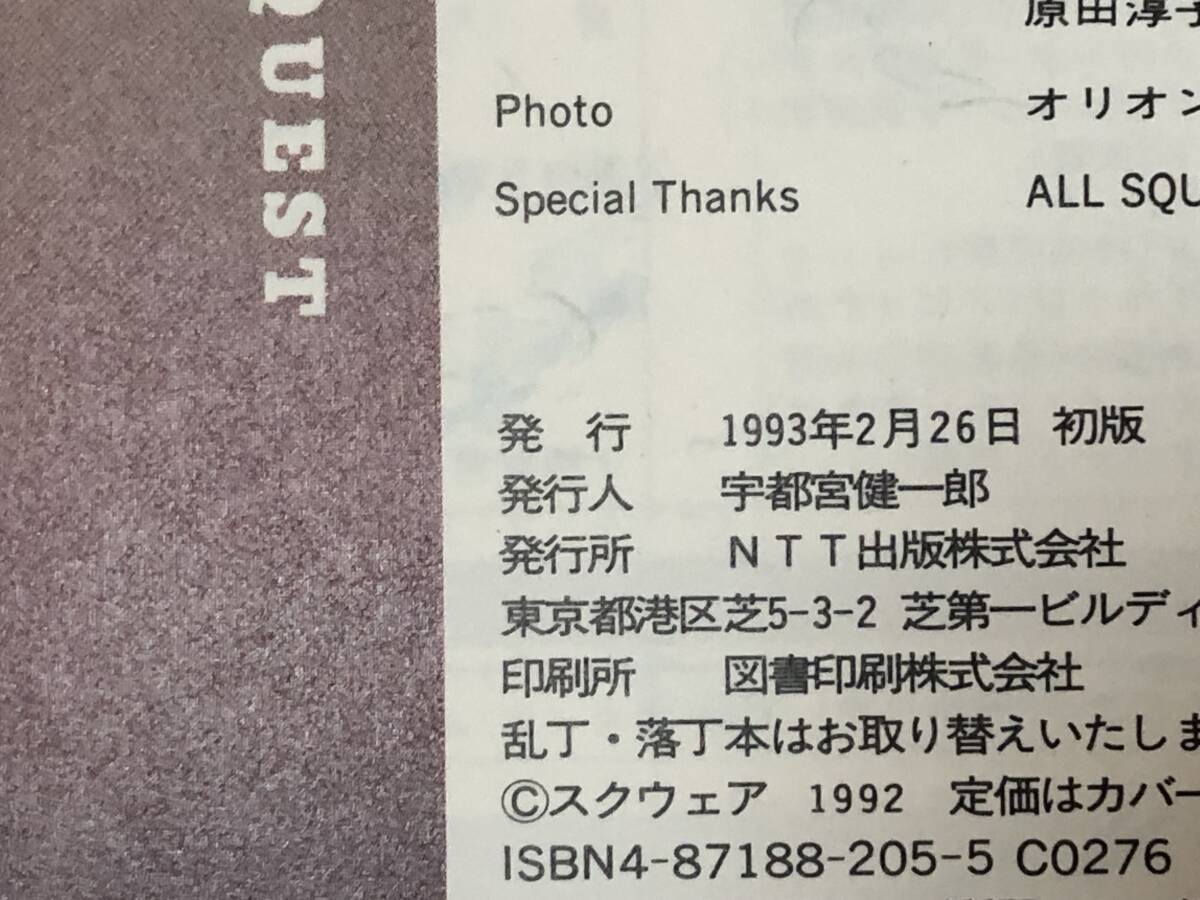 QUEST
原田淳子
Photo オリオン
Special Thanks ALL SQU
発 行 1993年2月26日 初版
発行人 宇都宮健一郎
発行所 NTT出版株式会社
東京都港区芝5-3-2 芝第一ビルディ
印刷所 図書印刷株式会社
乱丁・落丁本はお取り替えいたしま
©スクウェア 1992 定価はカバー
ISBN4-87188-205-5 C0276